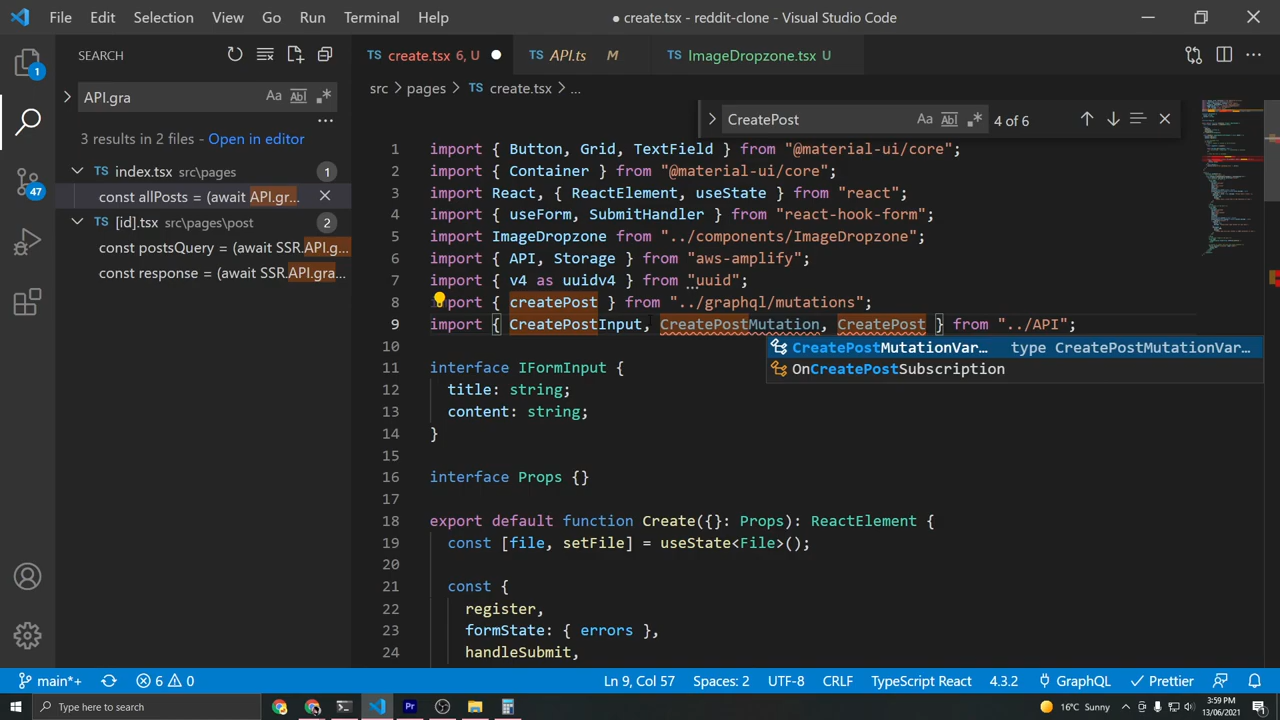 File Edit Selection View Go Run Terminal Help
● create.tsx - reddit-clone - Visual Studio Code
SEARCH
TS create.tsx 6, U
TS API.ts M
TS ImageDropzone.tsx U
1
API.gra
Aa Abl .*
src > pages > TS create.tsx > ...
3 results in 2 files - Open in editor
CreatePost
Aa Abl .*
4 of 6
index.tsx src\pages 1
const allPosts = (await API.gr...
[id].tsx src\pages\post 2
const postsQuery = (await SSR.API.g...
const response = (await SSR.API.gra...
47
1 import { Button, Grid, TextField } from "@material-ui/core";
2 import { Container } from "@material-ui/core";
3 import React, { ReactElement, useState } from "react";
4 import { useForm, SubmitHandler } from "react-hook-form";
5 import ImageDropzone from "../components/ImageDropzone";
6 import { API, Storage } from "aws-amplify";
7 import { v4 as uuidv4 } from "uuid";
8 import { createPost } from "../graphql/mutations";
9 import { CreatePostInput, CreatePostMutation, CreatePost } from "../API";
CreatePostMutationVar... type CreatePostMutationVar...
OnCreatePostSubscription
10
11 interface IFormInput {
12 title: string;
13 content: string;
14 }
15
16 interface Props {}
17
18 export default function Create({}: Props): ReactElement {
19 const [file, setFile] = useState<File>();
20
21 const {
22 register,
23 formState: { errors },
24 handleSubmit,
main*+ 6 0
Ln 9, Col 57 Spaces: 2 UTF-8 CRLF TypeScript React 4.3.2 GraphQL Prettier
Type here to search
Pr
16°C Sunny
3:59 PM
13/06/2021
1